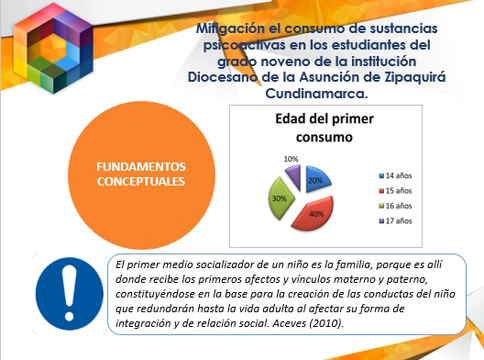 Mitigación el consumo de sustancias
psicoactivas en los estudiantes del
grado noveno de la institución
Diocesano de la Asunción de Zipaquirá
Cundinamarca.
FUNDAMENTOS
CONCEPTUALES
Edad del primer
consumo
10%
20%
30%
40%
14 años
15 años
16 años
17 años
El primer medio socializador de un niño es la familia, porque es allí
donde recibe los primeros afectos y vínculos materno y paterno,
constituyéndose en la base para la creación de las conductas del niño
que redundarán hasta la vida adulta al afectar su forma de
integración y de relación social. Aceves (2010).